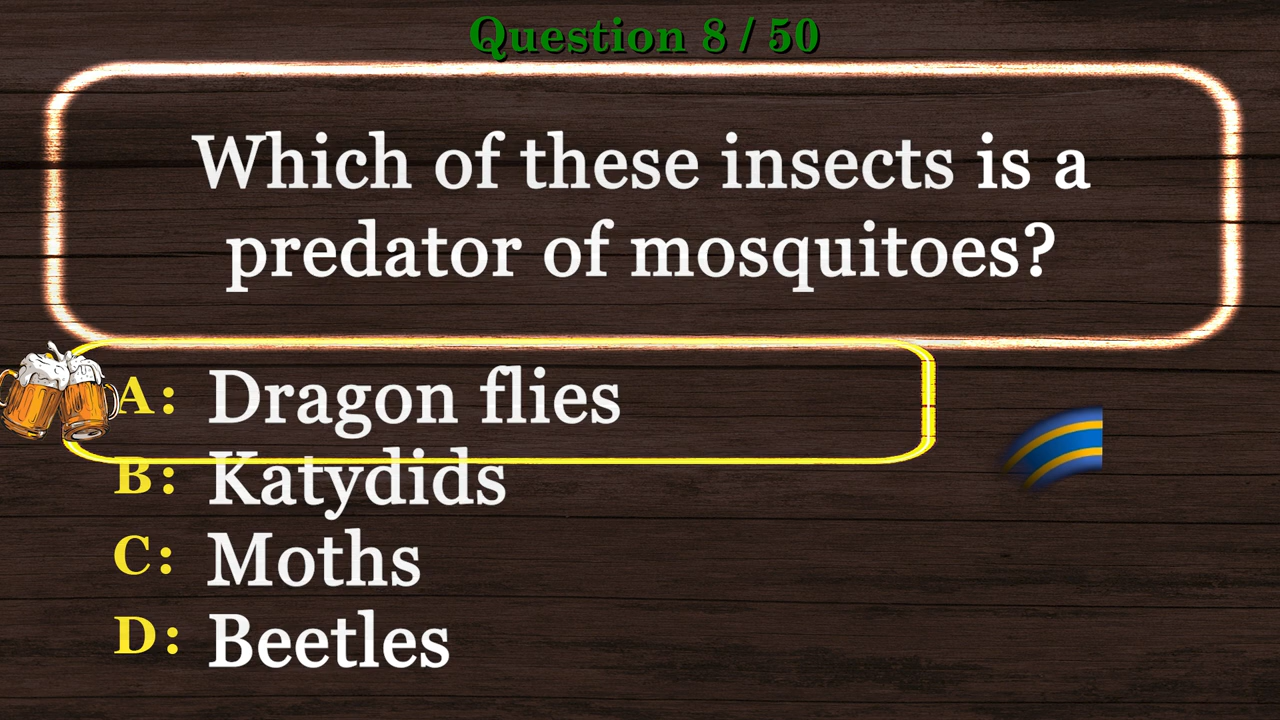 Question 8 / 50
Which of these insects is a
predator of mosquitoes?
A: Dragon flies
B: Katydids
C: Moths
D: Beetles